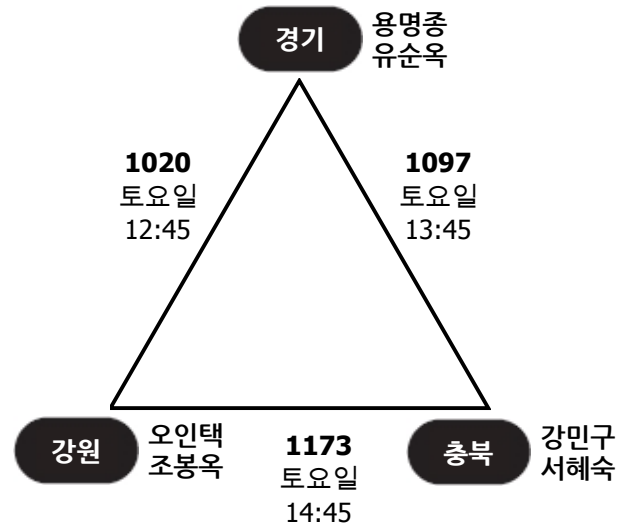 경기
용명종
유순옥
1020
토요일
12:45
1097
토요일
13:45
강원
오인택
조봉옥
1173
토요일
14:45
충북
강민구
서혜숙